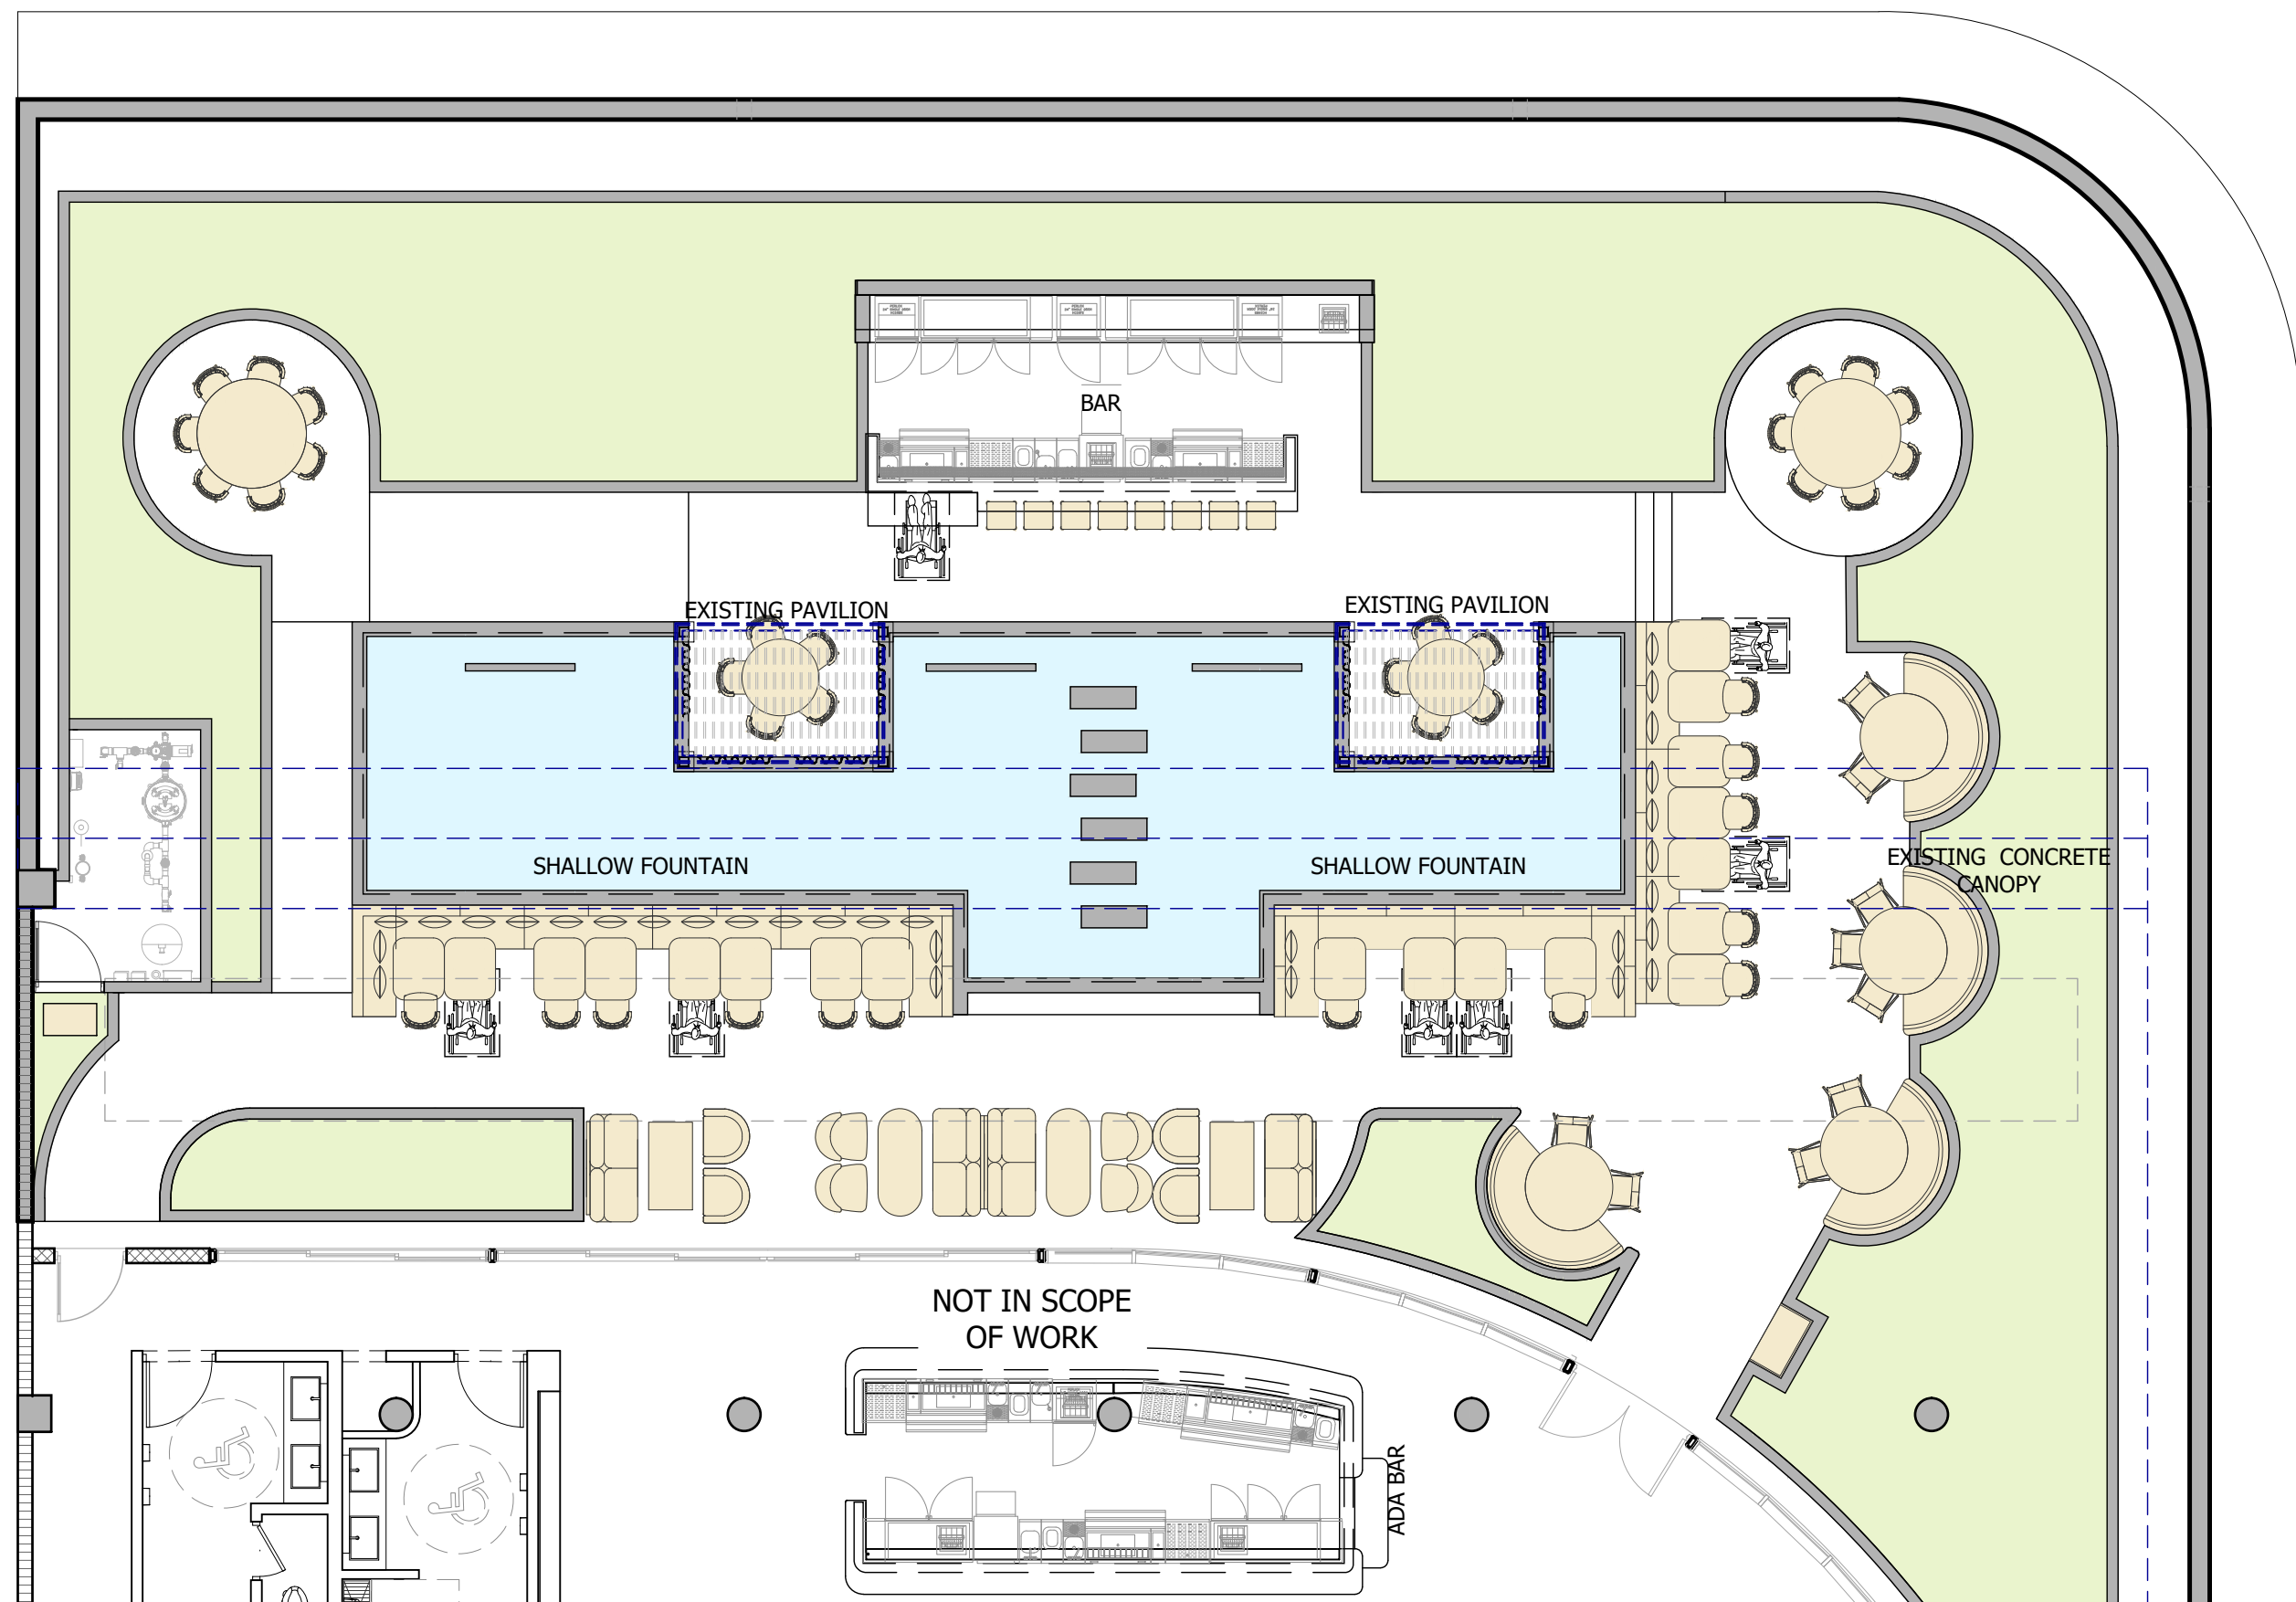 BAR
EXISTING PAVILION
EXISTING PAVILION
SHALLOW FOUNTAIN
SHALLOW FOUNTAIN
EXISTING CONCRETE
CANOPY
NOT IN SCOPE
OF WORK
ADA BAR